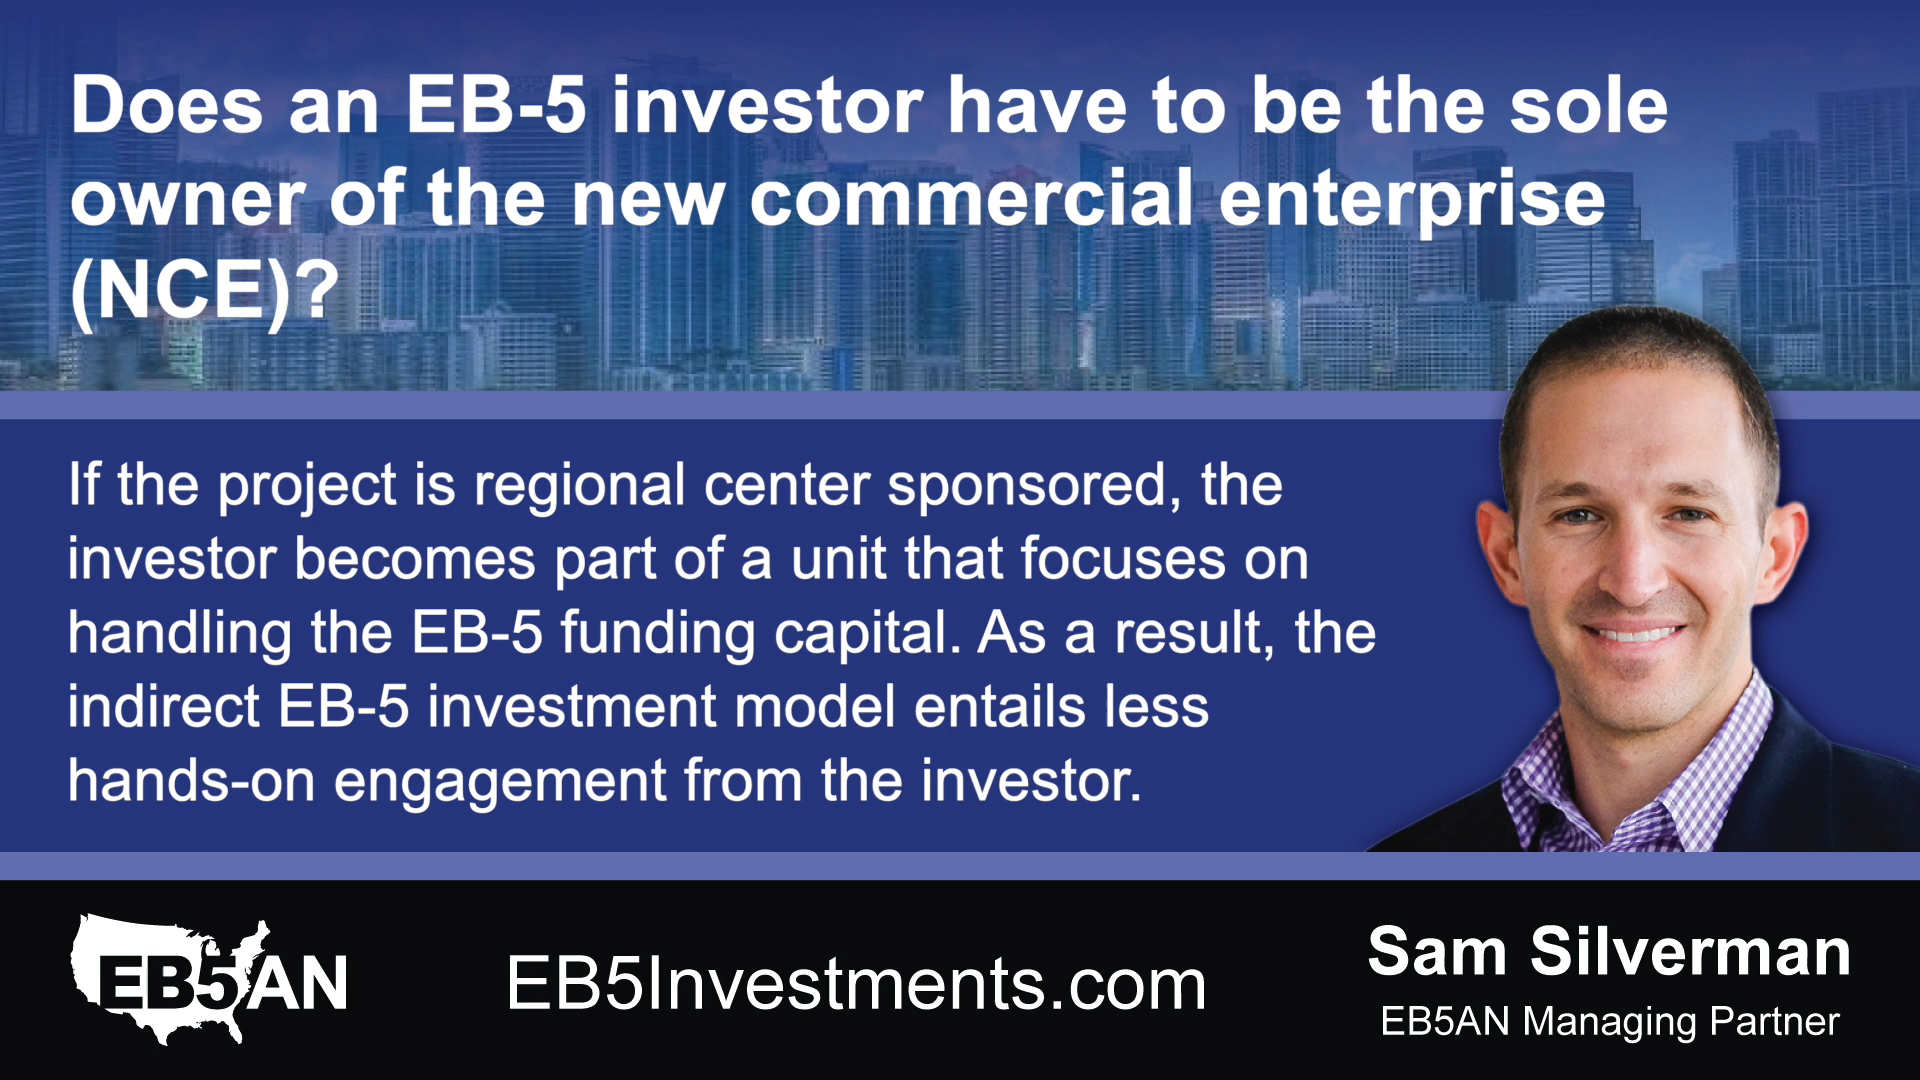 Does an EB-5 investor have to be the sole
owner of the new commercial enterprise
(NCE)?
If the project is regional center sponsored, the
investor becomes part of a unit that focuses on
handling the EB-5 funding capital. As a result, the
indirect EB-5 investment model entails less
hands-on engagement from the investor.
EB5AN
EB5Investments.com
Sam Silverman
EB5AN Managing Partner